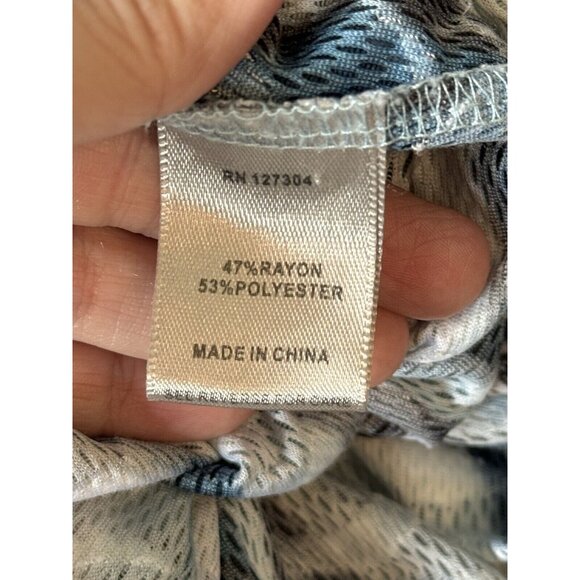 RN 127304
47%RAYON
53%POLYESTER
MADE IN CHINA